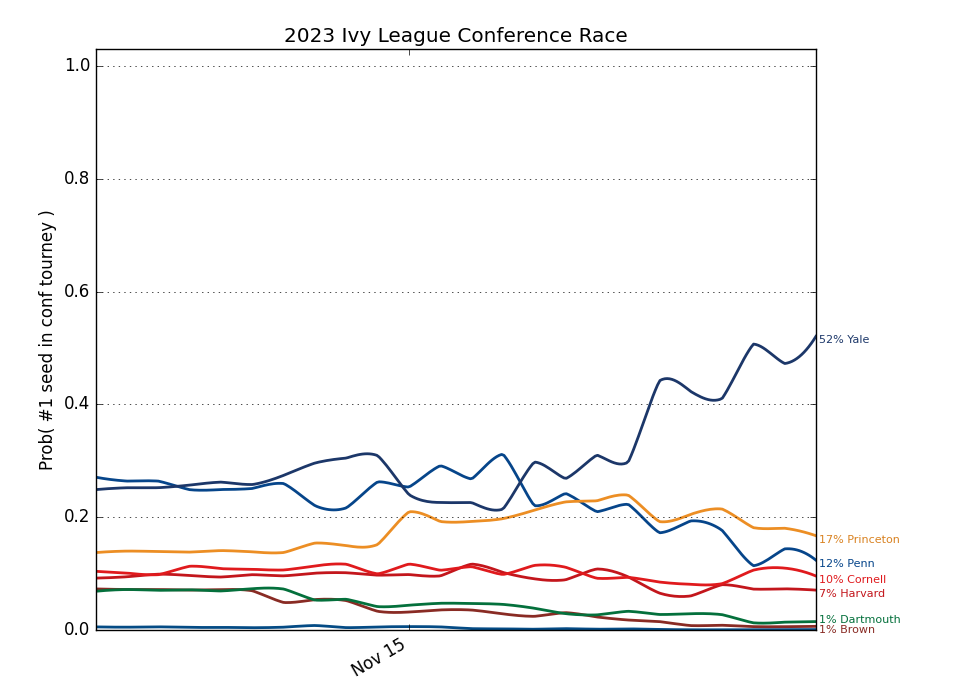 2023 Ivy League Conference Race
Prob( #1 seed in conf tourney )
1.0
0.8
0.6
0.4
0.2
0.0
Nov 15
52% Yale
17% Princeton
12% Penn
10% Cornell
7% Harvard
1% Dartmouth
1% Brown